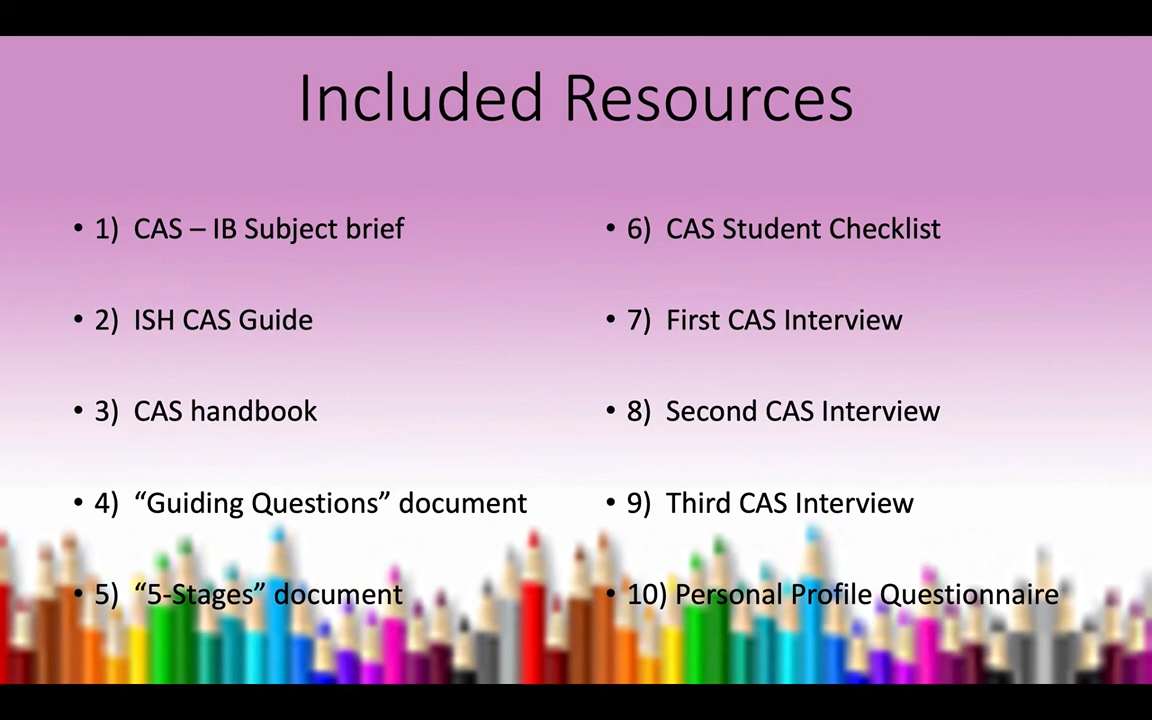 Included Resources
• 1) CAS – IB Subject brief
• 2) ISH CAS Guide
• 3) CAS handbook
• 4) “Guiding Questions” document
• 5) “5-Stages” document
• 6) CAS Student Checklist
• 7) First CAS Interview
• 8) Second CAS Interview
• 9) Third CAS Interview
• 10) Personal Profile Questionnaire